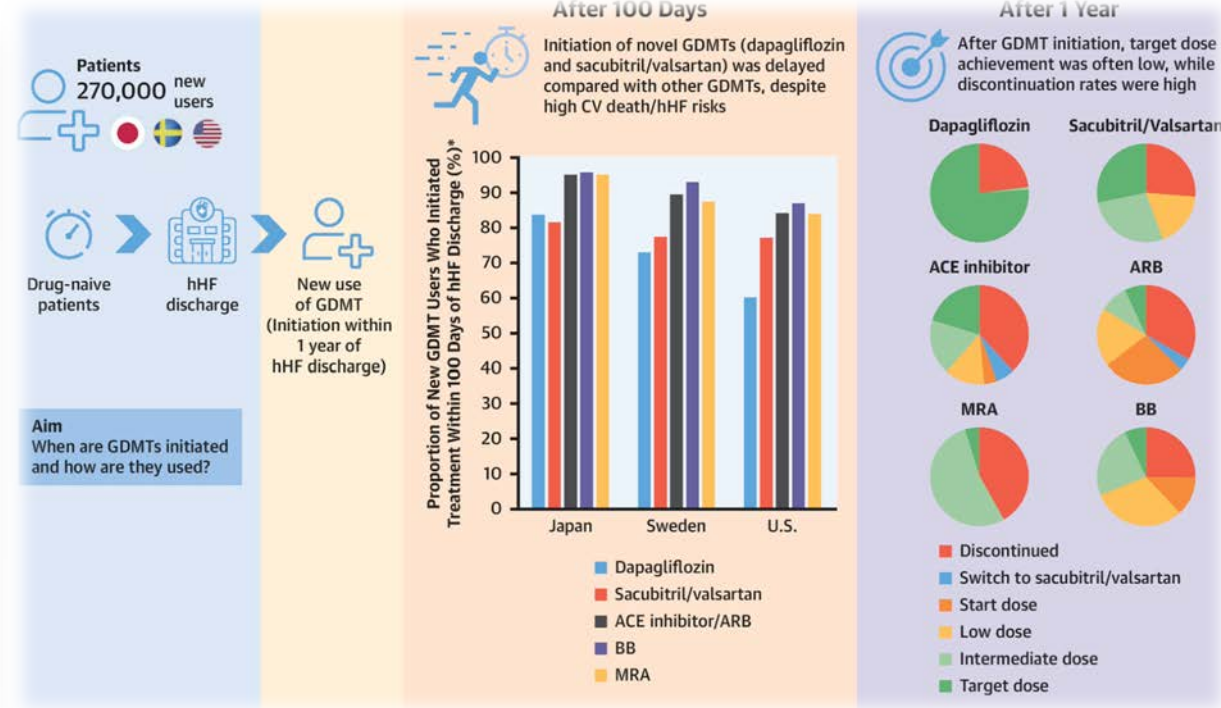 Patients
270,000 new
users
Drug-naive
patients
hHF
discharge
New use
of GDMT
(Initiation within
1 year of
hHF discharge)
Aim
When are GDMTs initiated
and how are they used?
After 100 Days
Initiation of novel GDMTs (dapagliflozin
and sacubitril/valsartan) was delayed
compared with other GDMTs, despite
high CV death/hHF risks
Proportion of New GDMT Users Who Initiated
Treatment Within 100 Days of hHF Discharge (%)*
100
90
80
70
60
50
40
30
20
10
0
Japan
Sweden
U.S.
Dapagliflozin
Sacubitril/valsartan
ACE inhibitor/ARB
BB
MRA
After 1 Year
After GDMT initiation, target dose
achievement was often low, while
discontinuation rates were high
Dapagliflozin
Sacubitril/Valsartan
ACE inhibitor
ARB
MRA
BB
Discontinued
Switch to sacubitril/valsartan
Start dose
Low dose
Intermediate dose
Target dose